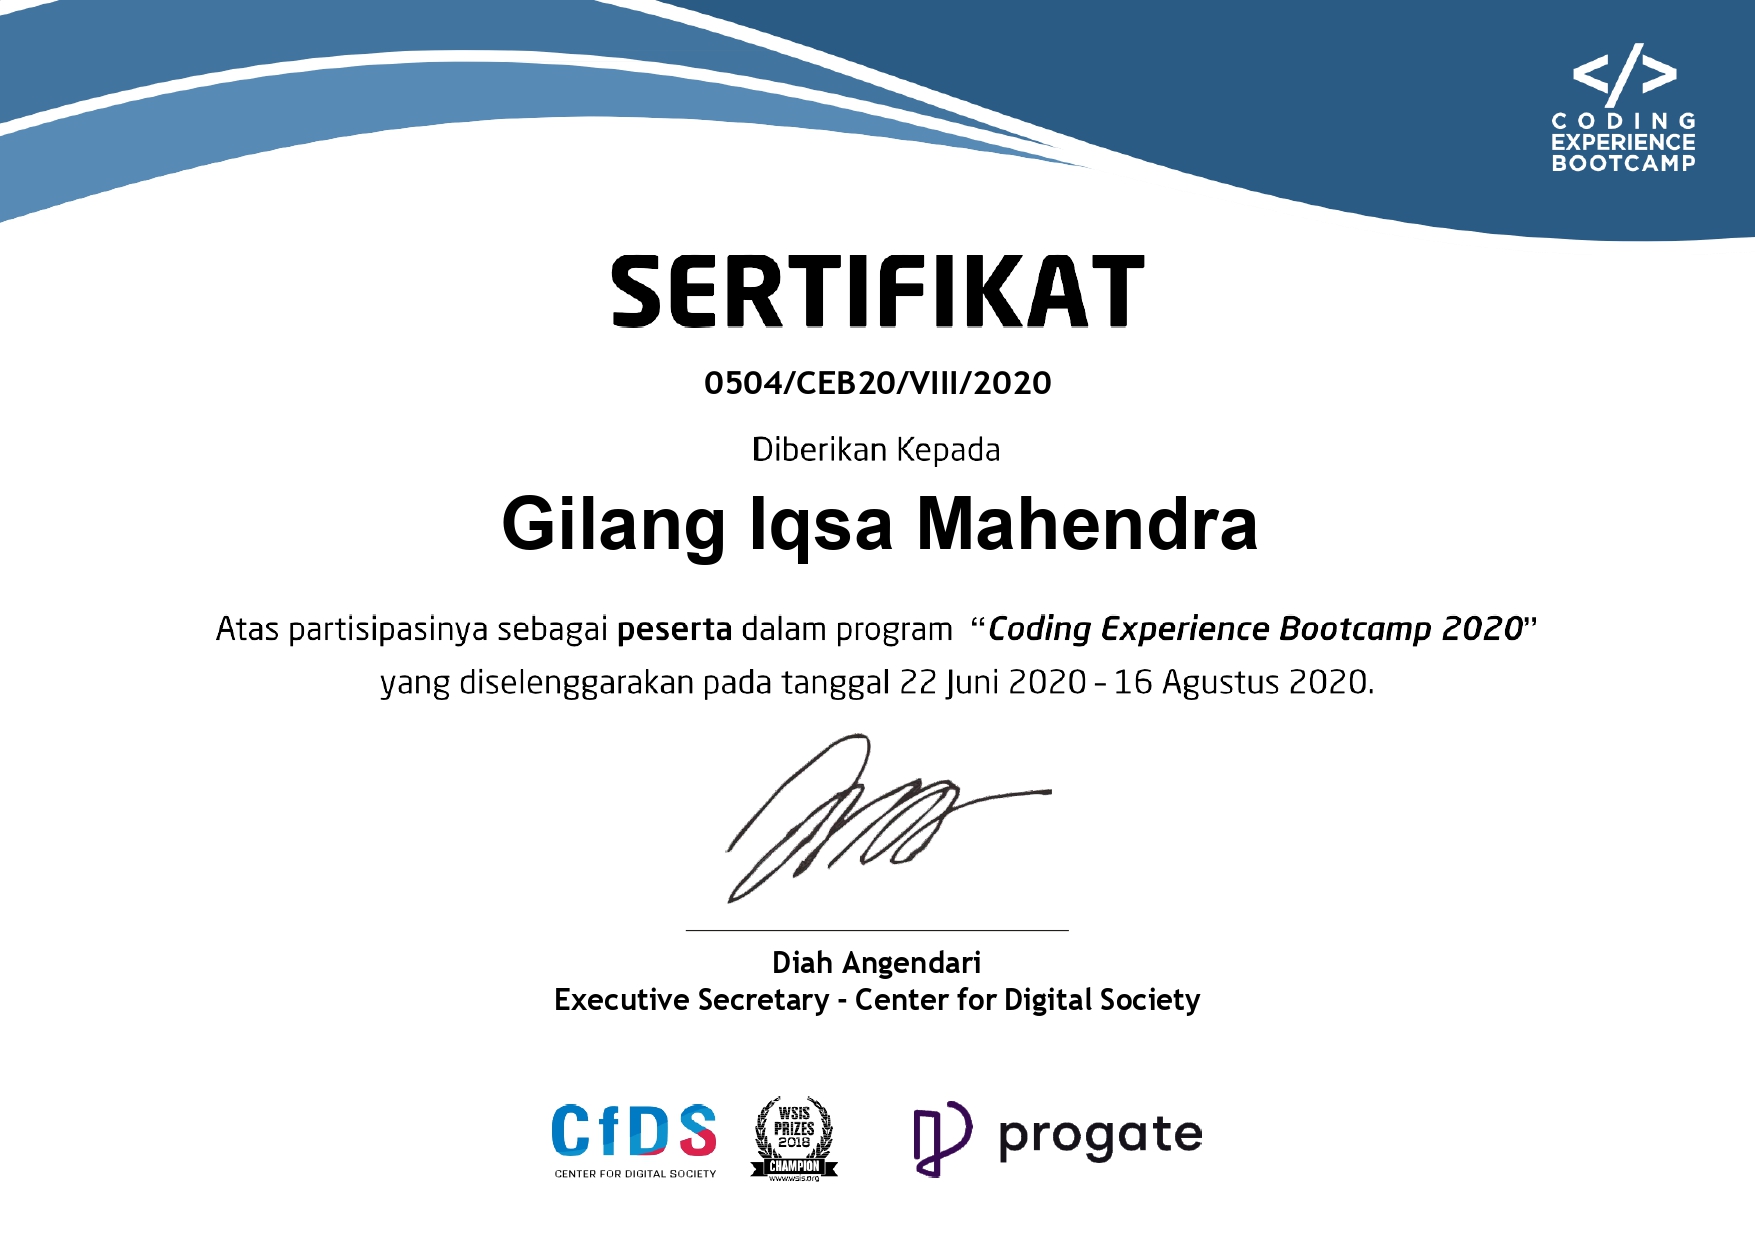 </>
CODING
EXPERIENCE
BOOTCAMP
SERTIFIKAT
0504/CEB20/VIII/2020
Diberikan Kepada
Gilang Iqsa Mahendra
Atas partisipasinya sebagai peserta dalam program “Coding Experience Bootcamp 2020”
yang diselenggarakan pada tanggal 22 Juni 2020 – 16 Agustus 2020.
Diah Angendari
Executive Secretary - Center for Digital Society
CfDS
CENTER FOR DIGITAL SOCIETY
WSIS
PRIZES
2018
CHAMPION
www.wsis.org
progate